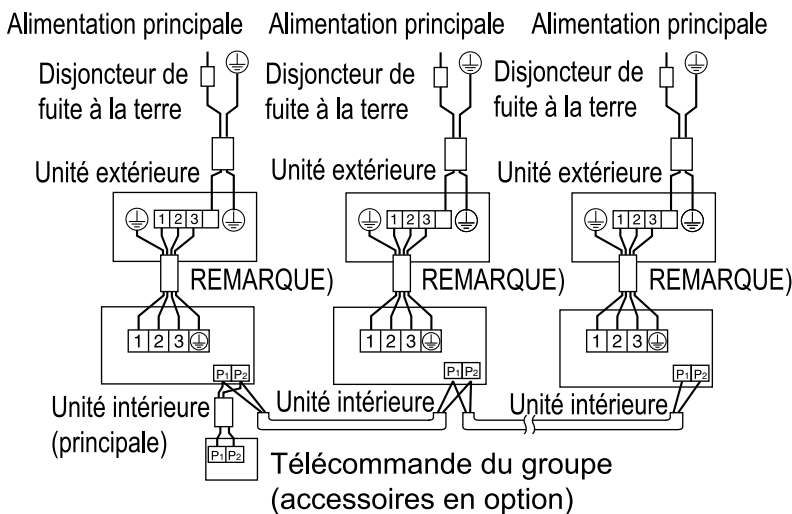 Alimentation principale Alimentation principale Alimentation principale
Disjoncteur de fuite à la terre
Disjoncteur de fuite à la terre
Disjoncteur de fuite à la terre
Unité extérieure Unité extérieure Unité extérieure
1 2 3 1 2 3 1 2 3
REMARQUE) REMARQUE) REMARQUE)
1 2 3 1 2 3 1 2 3
P1 P2 P1 P2 P1 P2
Unité intérieure
(principale)
Unité intérieure Unité intérieure
P1 P2
Télécommande du groupe
(accessoires en option)